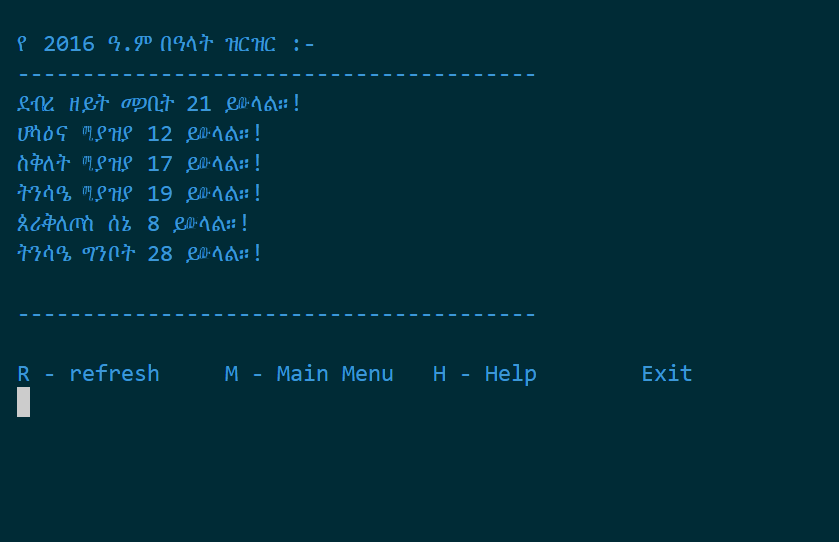 የ 2016 ዓ.ም በዓላት ዝርዝር :-
----------------------------------------
ደብረ ዘይት መጋቢት 21 ይውላል።!
ሆሳዕና ሚያዝያ 12 ይውላል።!
ስቅለት ሚያዝያ 17 ይውላል።!
ትንሳዔ ሚያዝያ 19 ይውላል።!
ጰራቅለጦስ ሰኔ 8 ይውላል።!
ትንሳዔ ግንቦት 28 ይውላል።!
----------------------------------------
R - refresh M - Main Menu H - Help Exit